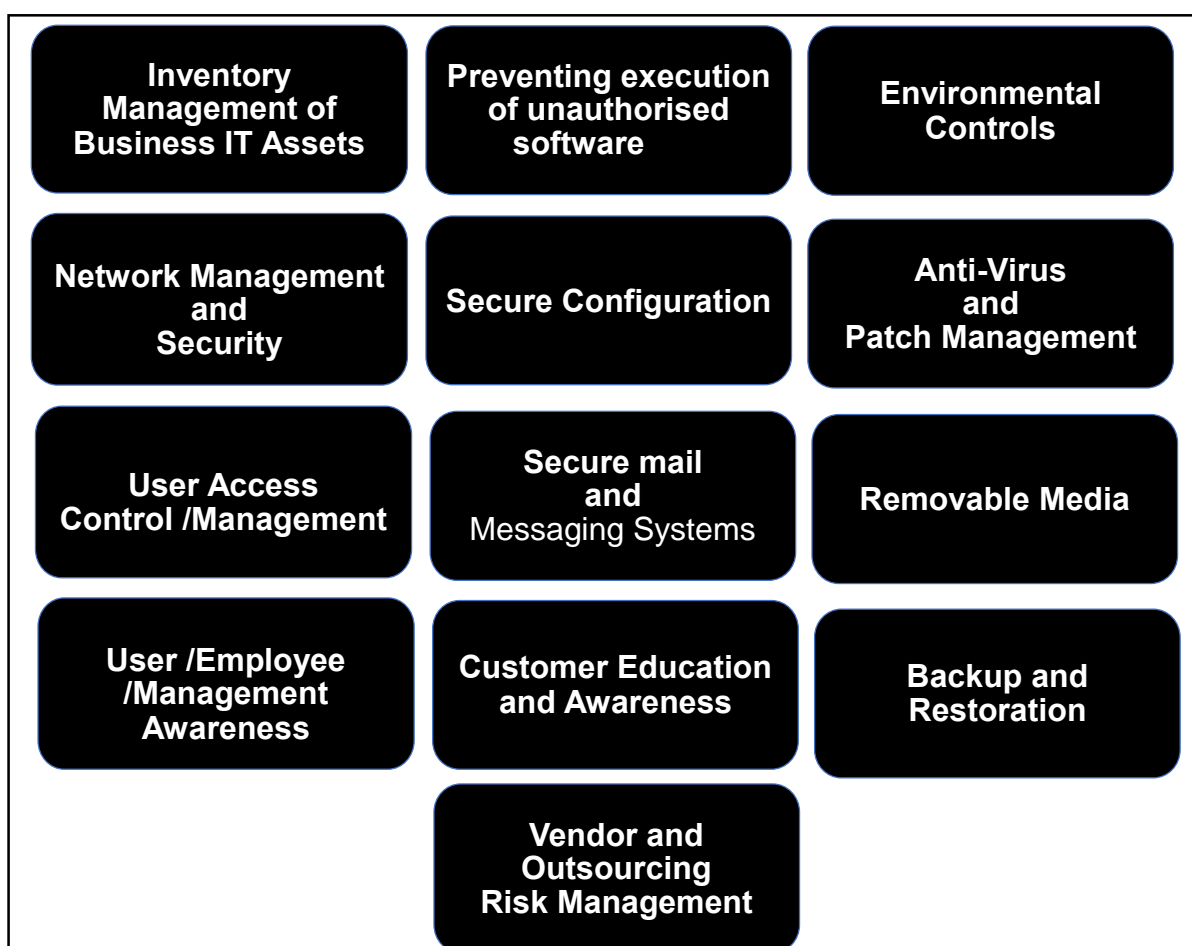 Inventory
Management of
Business IT Assets
Preventing execution
of unauthorised
software
Environmental
Controls
Network Management
and
Security
Secure Configuration
Anti-Virus
and
Patch Management
User Access
Control /Management
Secure mail
and
Messaging Systems
Removable Media
User /Employee
/Management
Awareness
Customer Education
and Awareness
Backup and
Restoration
Vendor and
Outsourcing
Risk Management